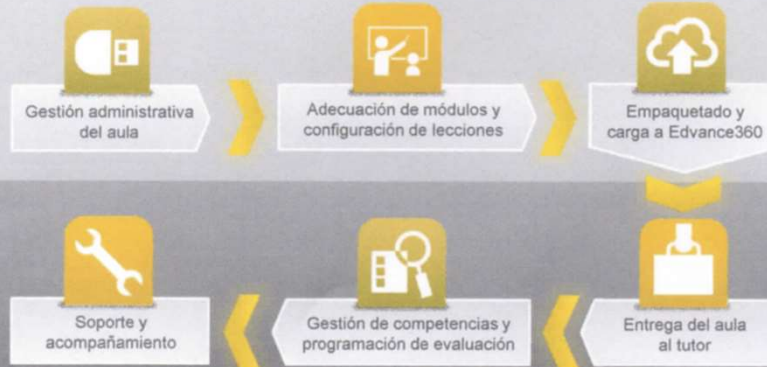 Gestión administrativa
del aula
Adecuación de módulos y
configuración de lecciones
Empaquetado y
carga a Edvance360
Entrega del aula
al tutor
Gestión de competencias y
programación de evaluación
Soporte y
acompañamiento